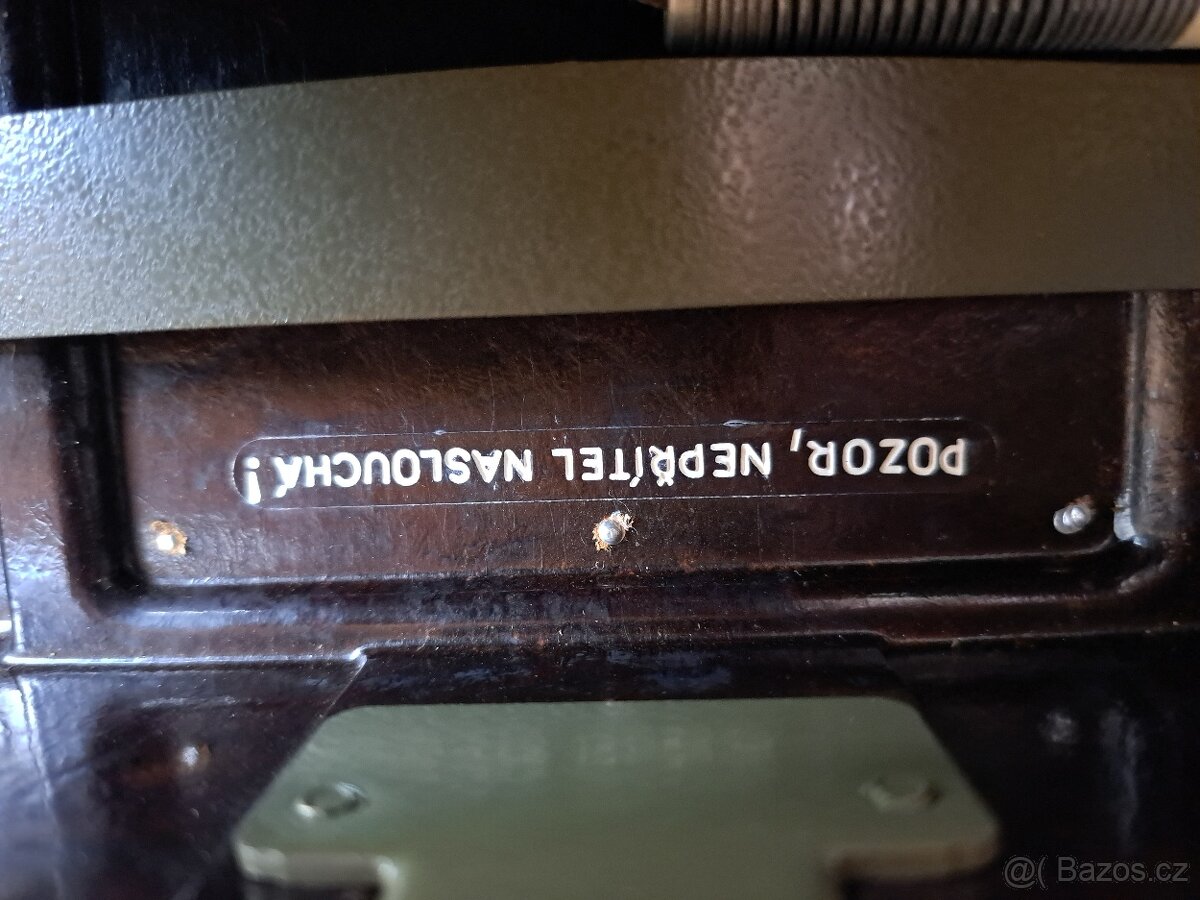 POZOR, NEPŘÍTEL NASLOUCHÁ!
@( Bazos.cz